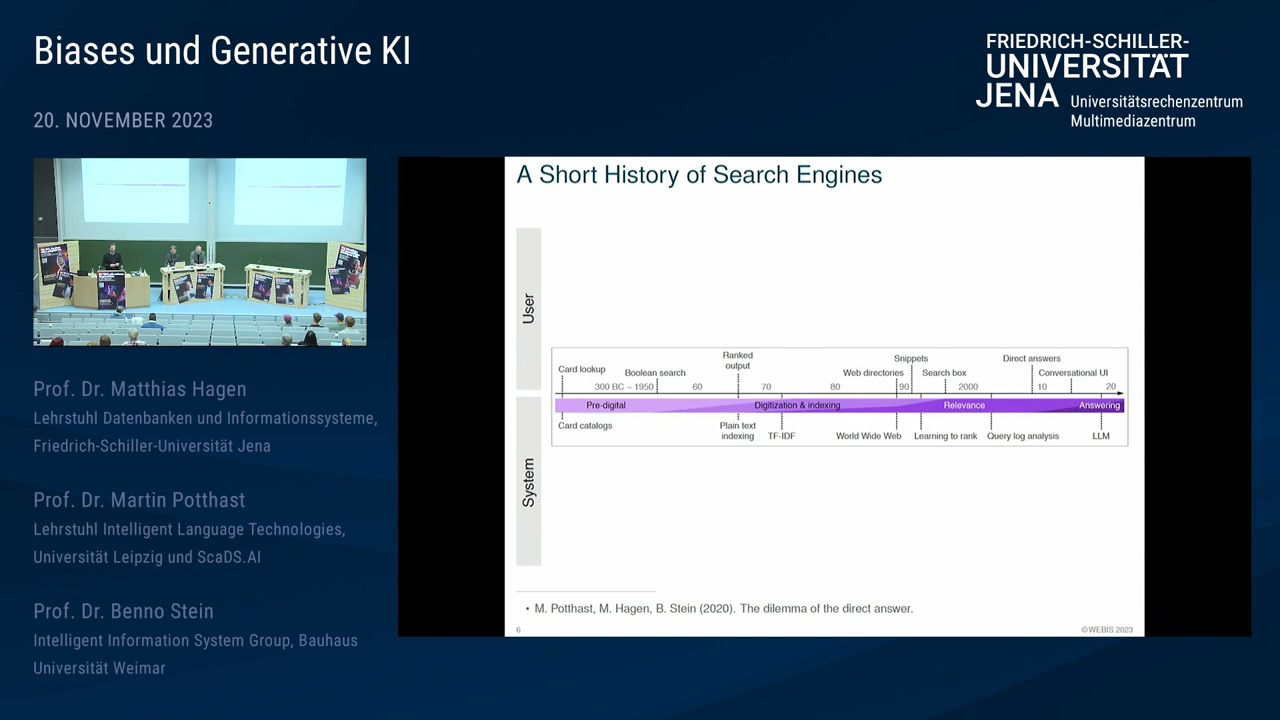 Biases und Generative KI
FRIEDRICH-SCHILLER-
UNIVERSITÄT
JENA Universitätsrechenzentrum
Multimediazentrum
20. NOVEMBER 2023
Prof. Dr. Matthias Hagen
Lehrstuhl Datenbanken und Informationssysteme,
Friedrich-Schiller-Universität Jena
Prof. Dr. Martin Potthast
Lehrstuhl Intelligent Language Technologies,
Universität Leipzig und ScaDS.AI
Prof. Dr. Benno Stein
Intelligent Information System Group, Bauhaus
Universität Weimar
A Short History of Search Engines
User
System
Ranked
output
Snippets
Direct answers
Card lookup
Boolean search
Web directories
Search box
Conversational UI
300 BC – 1950 60 70 80 90 2000 10 20
Pre-digital Digitization & indexing Relevance Answering
Card catalogs
Plain text
indexing
TF-IDF
World Wide Web
Learning to rank
Query log analysis
LLM
• M. Potthast, M. Hagen, B. Stein (2020). The dilemma of the direct answer.
6
©WEBIS 2023